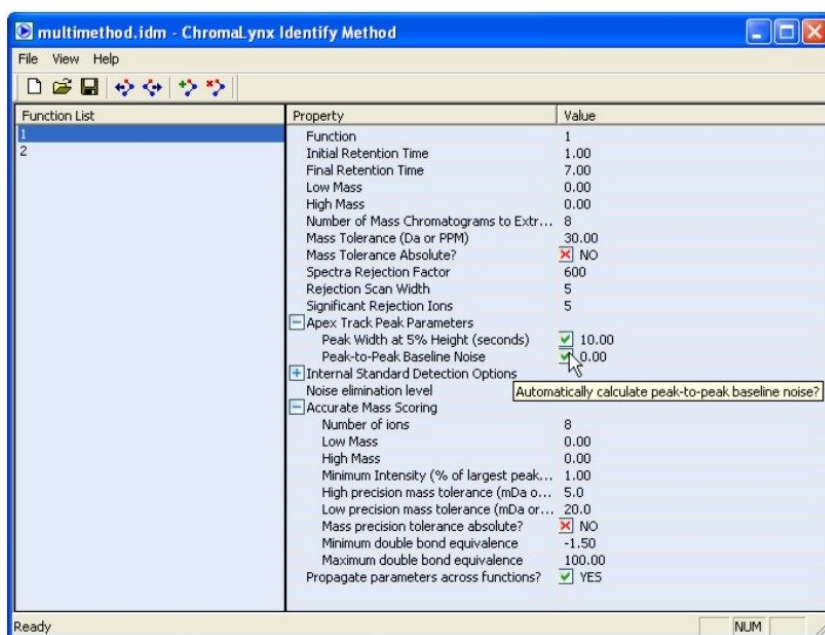 multimethod.idm - ChromaLynx Identify Method
File View Help
Function List
1
2
Property Value
Function 1
Initial Retention Time 1.00
Final Retention Time 7.00
Low Mass 0.00
High Mass 0.00
Number of Mass Chromatograms to Extr... 8
Mass Tolerance (Da or PPM) 30.00
Mass Tolerance Absolute? NO
Spectra Rejection Factor 600
Rejection Scan Width 5
Significant Rejection Ions 5
Apex Track Peak Parameters
Peak Width at 5% Height (seconds) 10.00
Peak-to-Peak Baseline Noise 0.00
Internal Standard Detection Options
Noise elimination level
Automatically calculate peak-to-peak baseline noise?
Accurate Mass Scoring
Number of ions 8
Low Mass 0.00
High Mass 0.00
Minimum Intensity (% of largest peak... 1.00
High precision mass tolerance (mDa o... 5.0
Low precision mass tolerance (mDa or... 20.0
Mass precision tolerance absolute? NO
Minimum double bond equivalence -1.50
Maximum double bond equivalence 100.00
Propagate parameters across functions? YES
Ready NUM